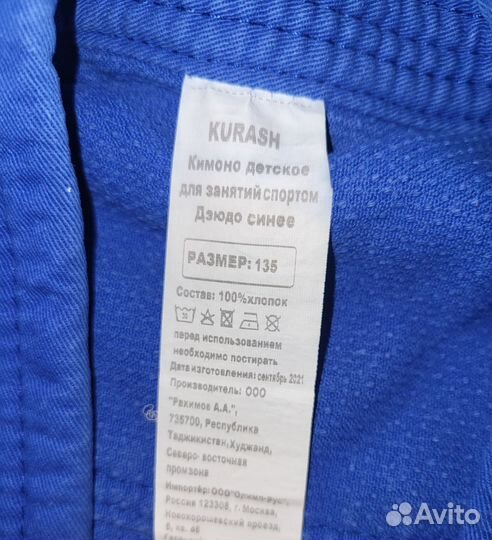 KURASH
Кимоно детское
для занятий спортом
Дзюдо синее
РАЗМЕР: 135
Состав: 100%хлопок
перед использованием
необходимо постирать
Дата изготовления: сентябрь 2021
Производитель: ООО
"Рахимов А.А.",
735700, Республика
Таджикистан,Худжанд,
Северо- восточная
промзона
Импортер: ООО "Олимп-Рус",
Россия 123308, г. Москва,
Новохорошевский проезд,
Avito